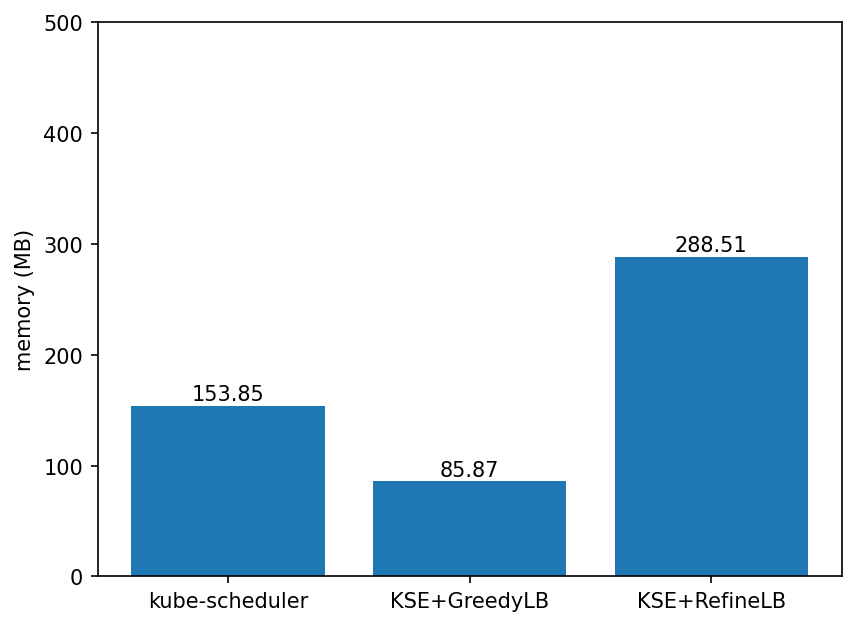 500
400
300
200
100
0
memory (MB)
153.85
85.87
288.51
kube-scheduler
KSE+GreedyLB
KSE+RefineLB